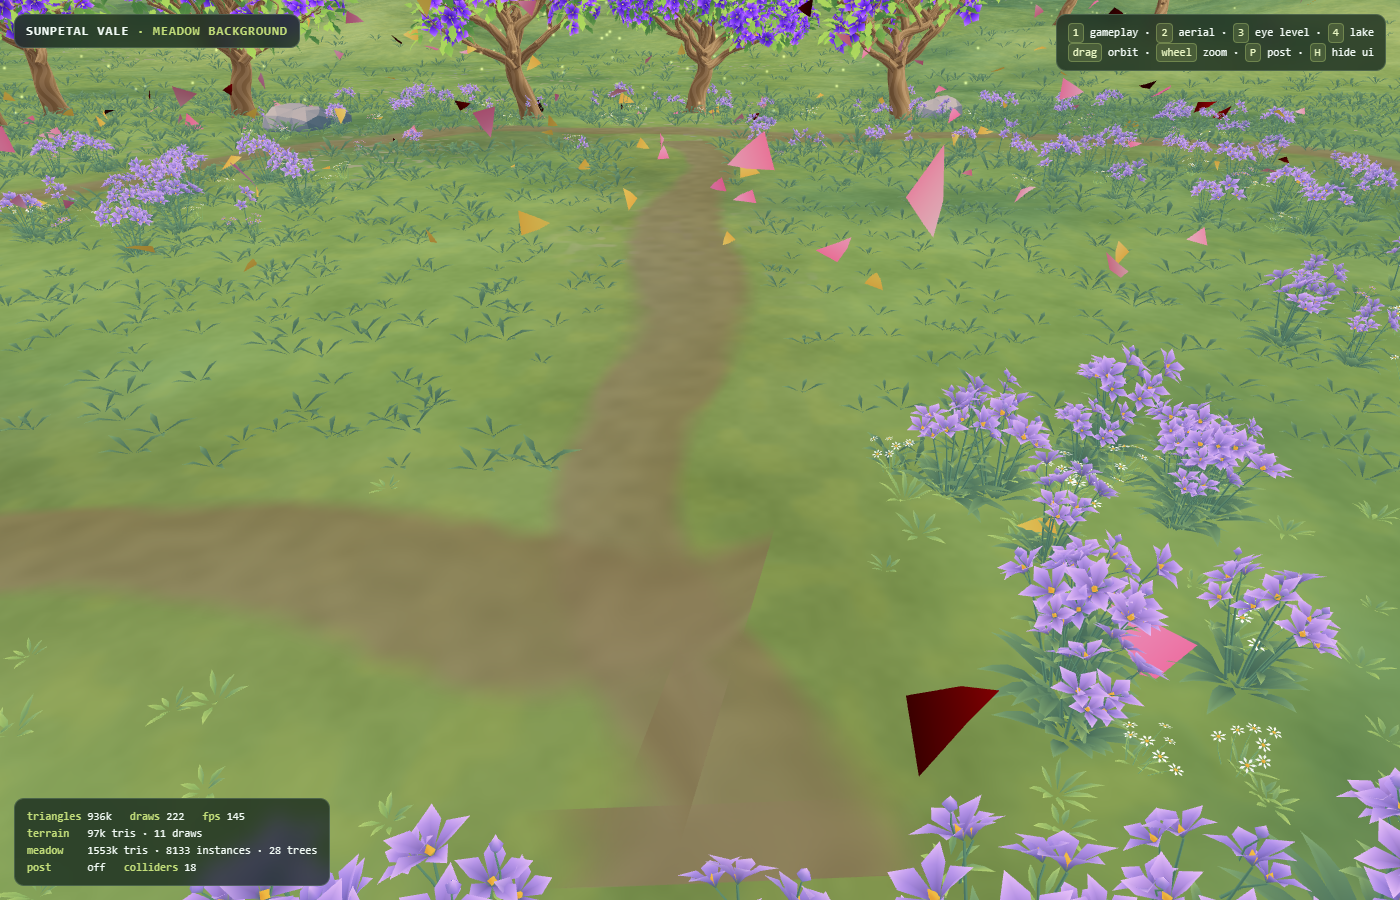 SUNPETAL VALE · MEADOW BACKGROUND
1 gameplay · 2 aerial · 3 eye level · 4 lake
drag orbit · wheel zoom · P post · H hide ui
triangles 936k draws 222 fps 145
terrain 97k tris · 11 draws
meadow 1553k tris · 8133 instances · 28 trees
post off colliders 18